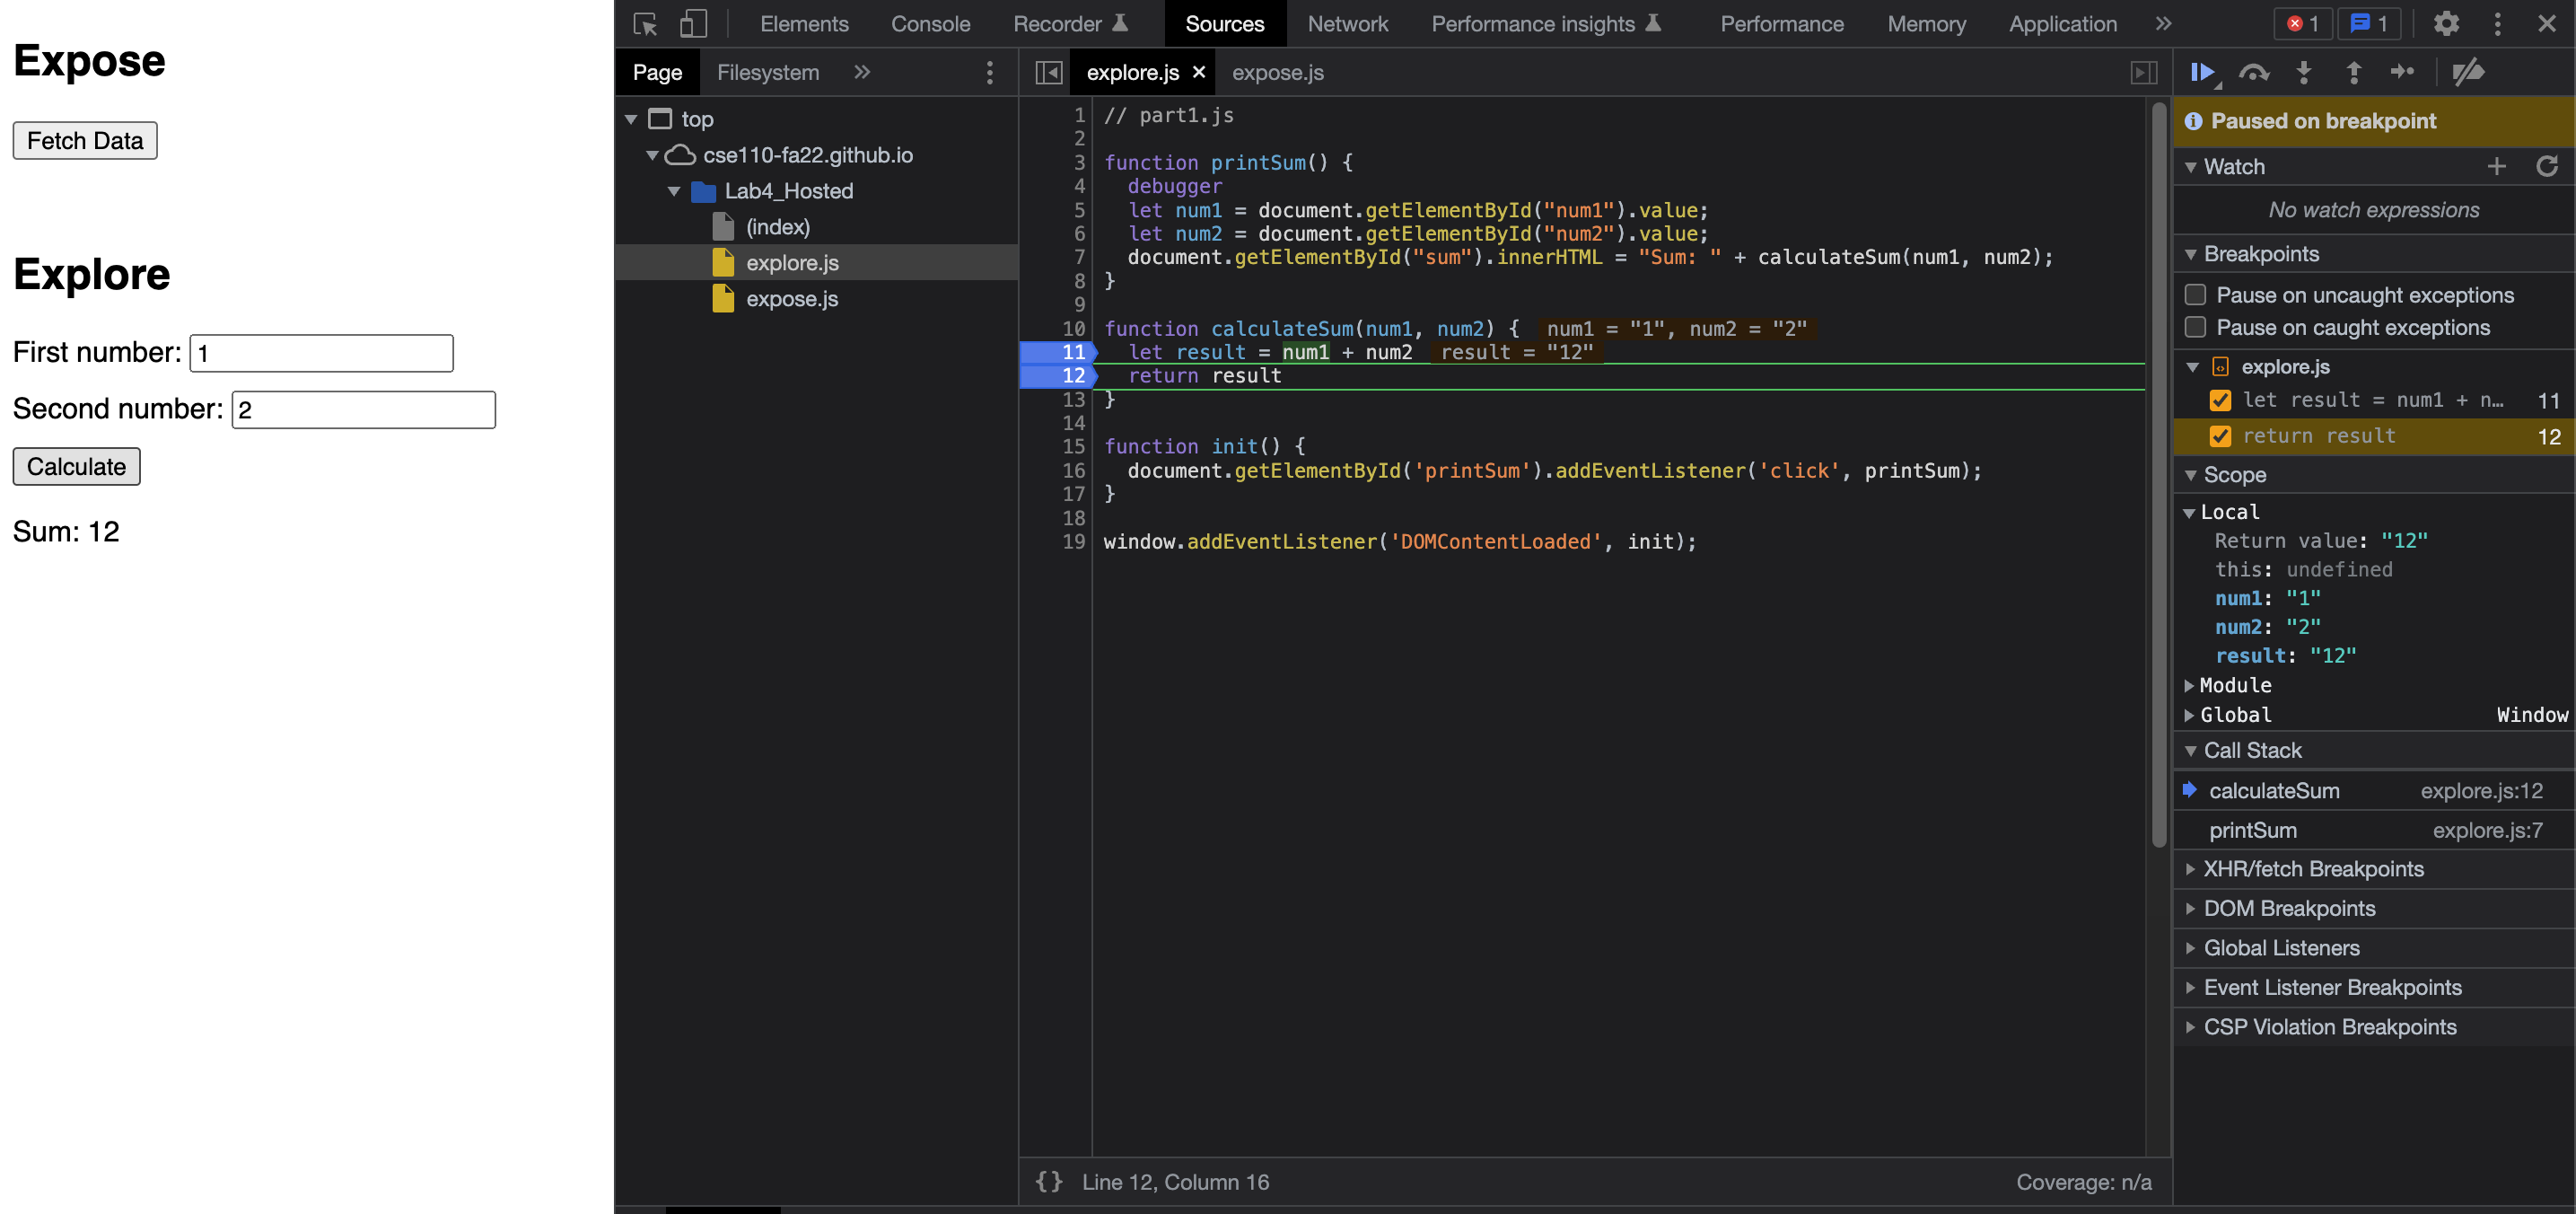 Expose
Fetch Data
Explore
First number: 1
Second number: 2
Calculate
Sum: 12
Elements Console Recorder Sources Network Performance insights Performance Memory Application » 1 1
Page Filesystem »
explore.js × expose.js
top
cse110-fa22.github.io
Lab4_Hosted
(index)
explore.js
expose.js
1 // part1.js
2
3 function printSum() {
4 debugger
5 let num1 = document.getElementById("num1").value;
6 let num2 = document.getElementById("num2").value;
7 document.getElementById("sum").innerHTML = "Sum: " + calculateSum(num1, num2);
8 }
9
10 function calculateSum(num1, num2) { num1 = "1", num2 = "2"
11 let result = num1 + num2 result = "12"
12 return result
13 }
14
15 function init() {
16 document.getElementById('printSum').addEventListener('click', printSum);
17 }
18
19 window.addEventListener('DOMContentLoaded', init);
{} Line 12, Column 16 Coverage: n/a
Paused on breakpoint
Watch
No watch expressions
Breakpoints
Pause on uncaught exceptions
Pause on caught exceptions
explore.js
let result = num1 + n… 11
return result 12
Scope
Local
Return value: "12"
this: undefined
num1: "1"
num2: "2"
result: "12"
Module
Global Window
Call Stack
calculateSum explore.js:12
printSum explore.js:7
XHR/fetch Breakpoints
DOM Breakpoints
Global Listeners
Event Listener Breakpoints
CSP Violation Breakpoints